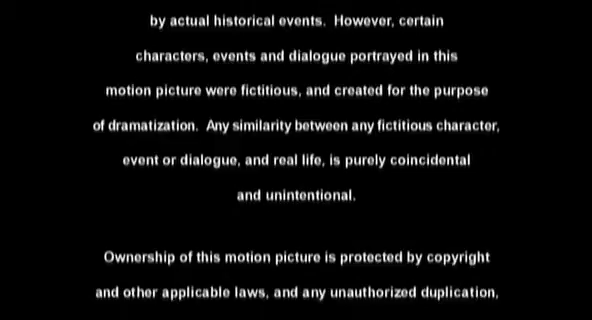 by actual historical events.  However, certain
characters, events and dialogue portrayed in this
motion picture were fictitious, and created for the purpose
of dramatization.  Any similarity between any fictitious character,
event or dialogue, and real life, is purely coincidental
and unintentional.
Ownership of this motion picture is protected by copyright
and other applicable laws, and any unauthorized duplication,